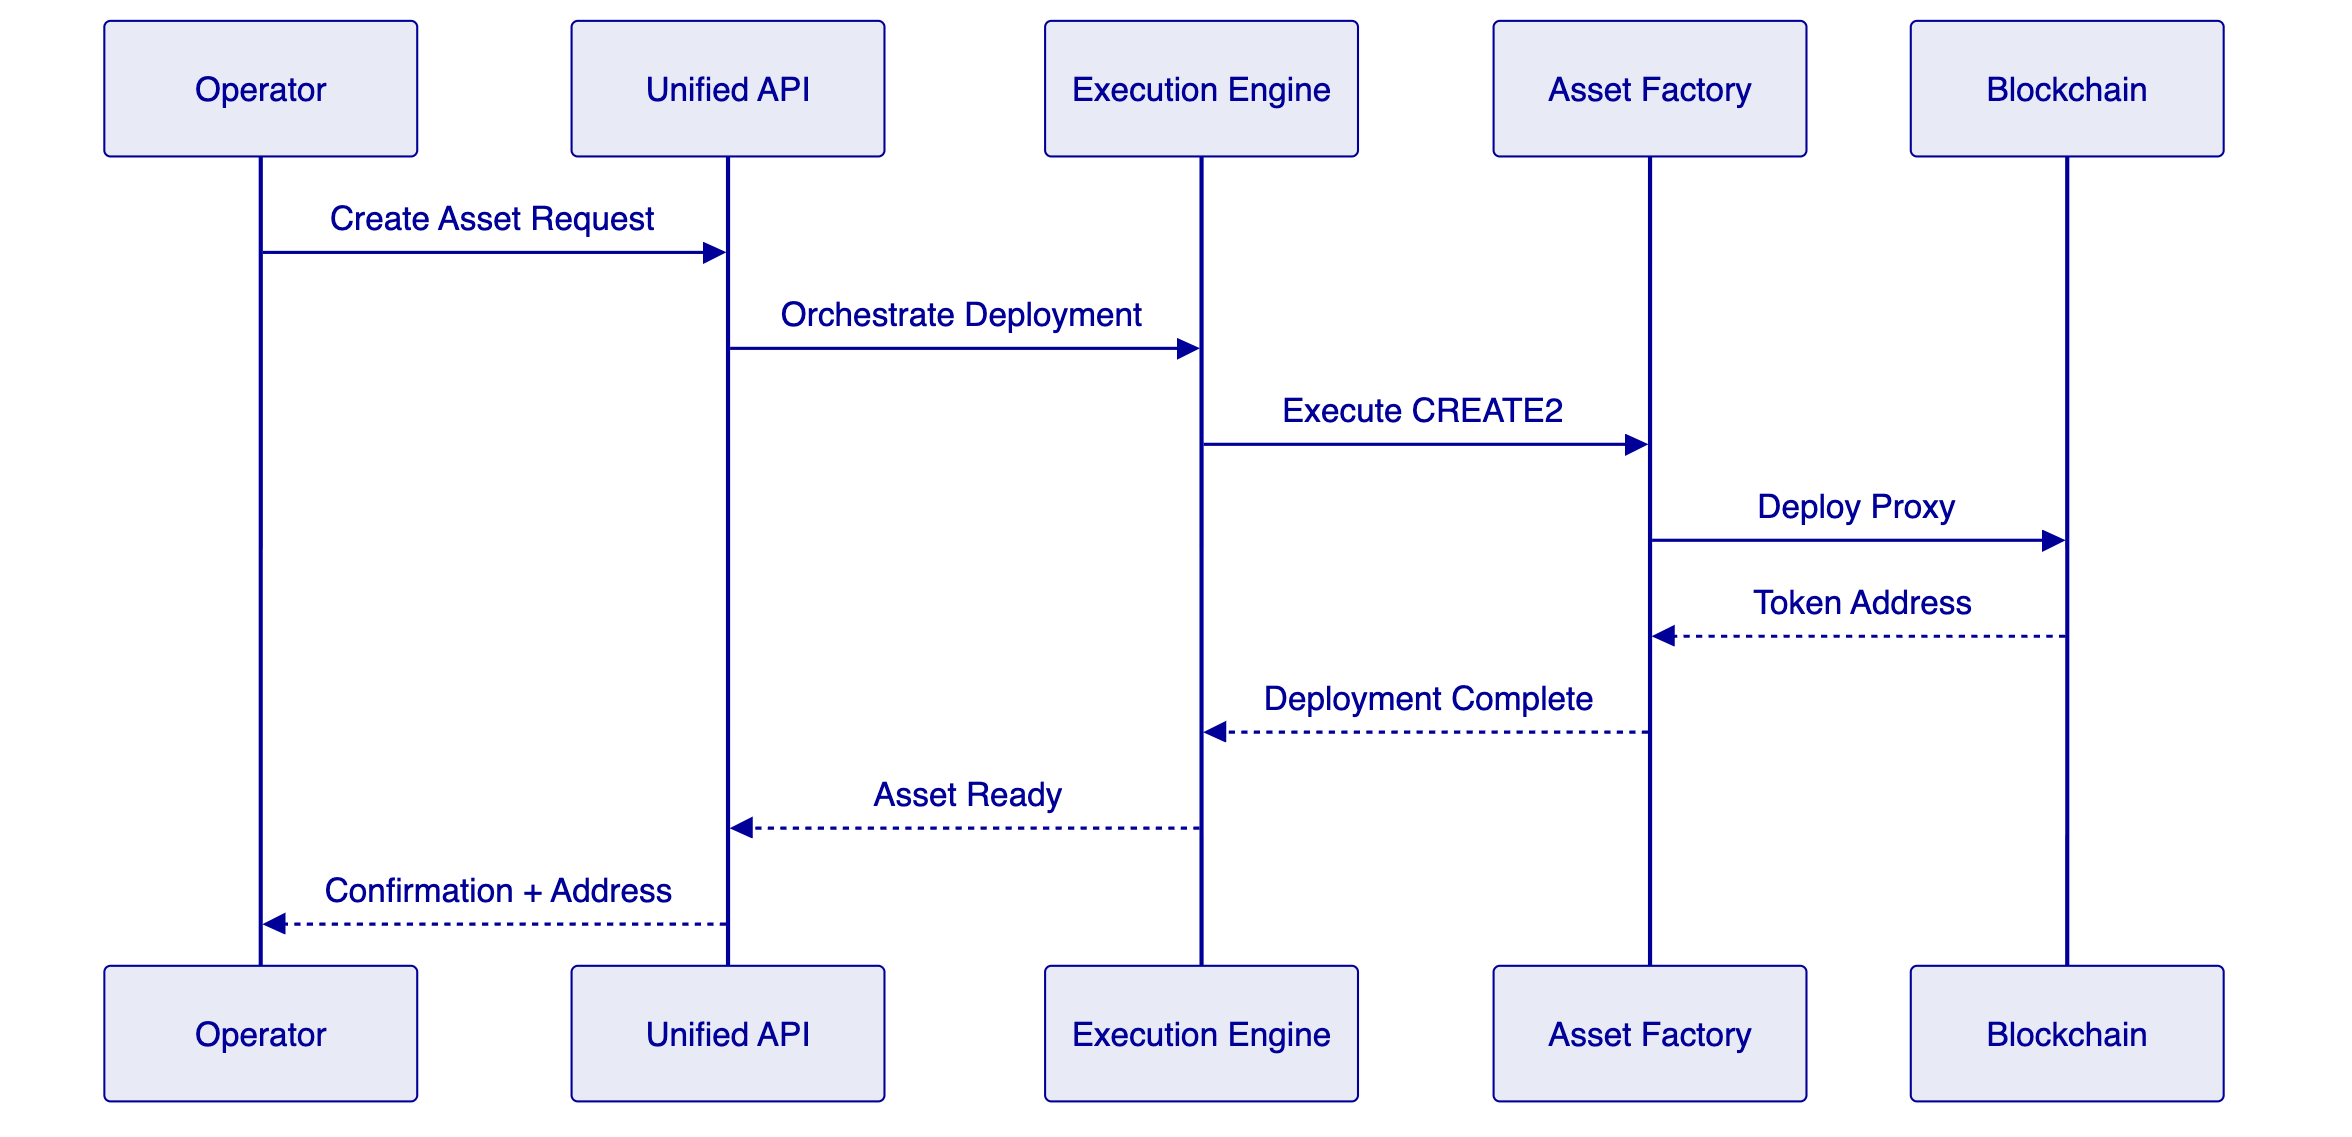 Operator
Unified API
Execution Engine
Asset Factory
Blockchain
Create Asset Request
Orchestrate Deployment
Execute CREATE2
Deploy Proxy
Token Address
Deployment Complete
Asset Ready
Confirmation + Address
Operator
Unified API
Execution Engine
Asset Factory
Blockchain